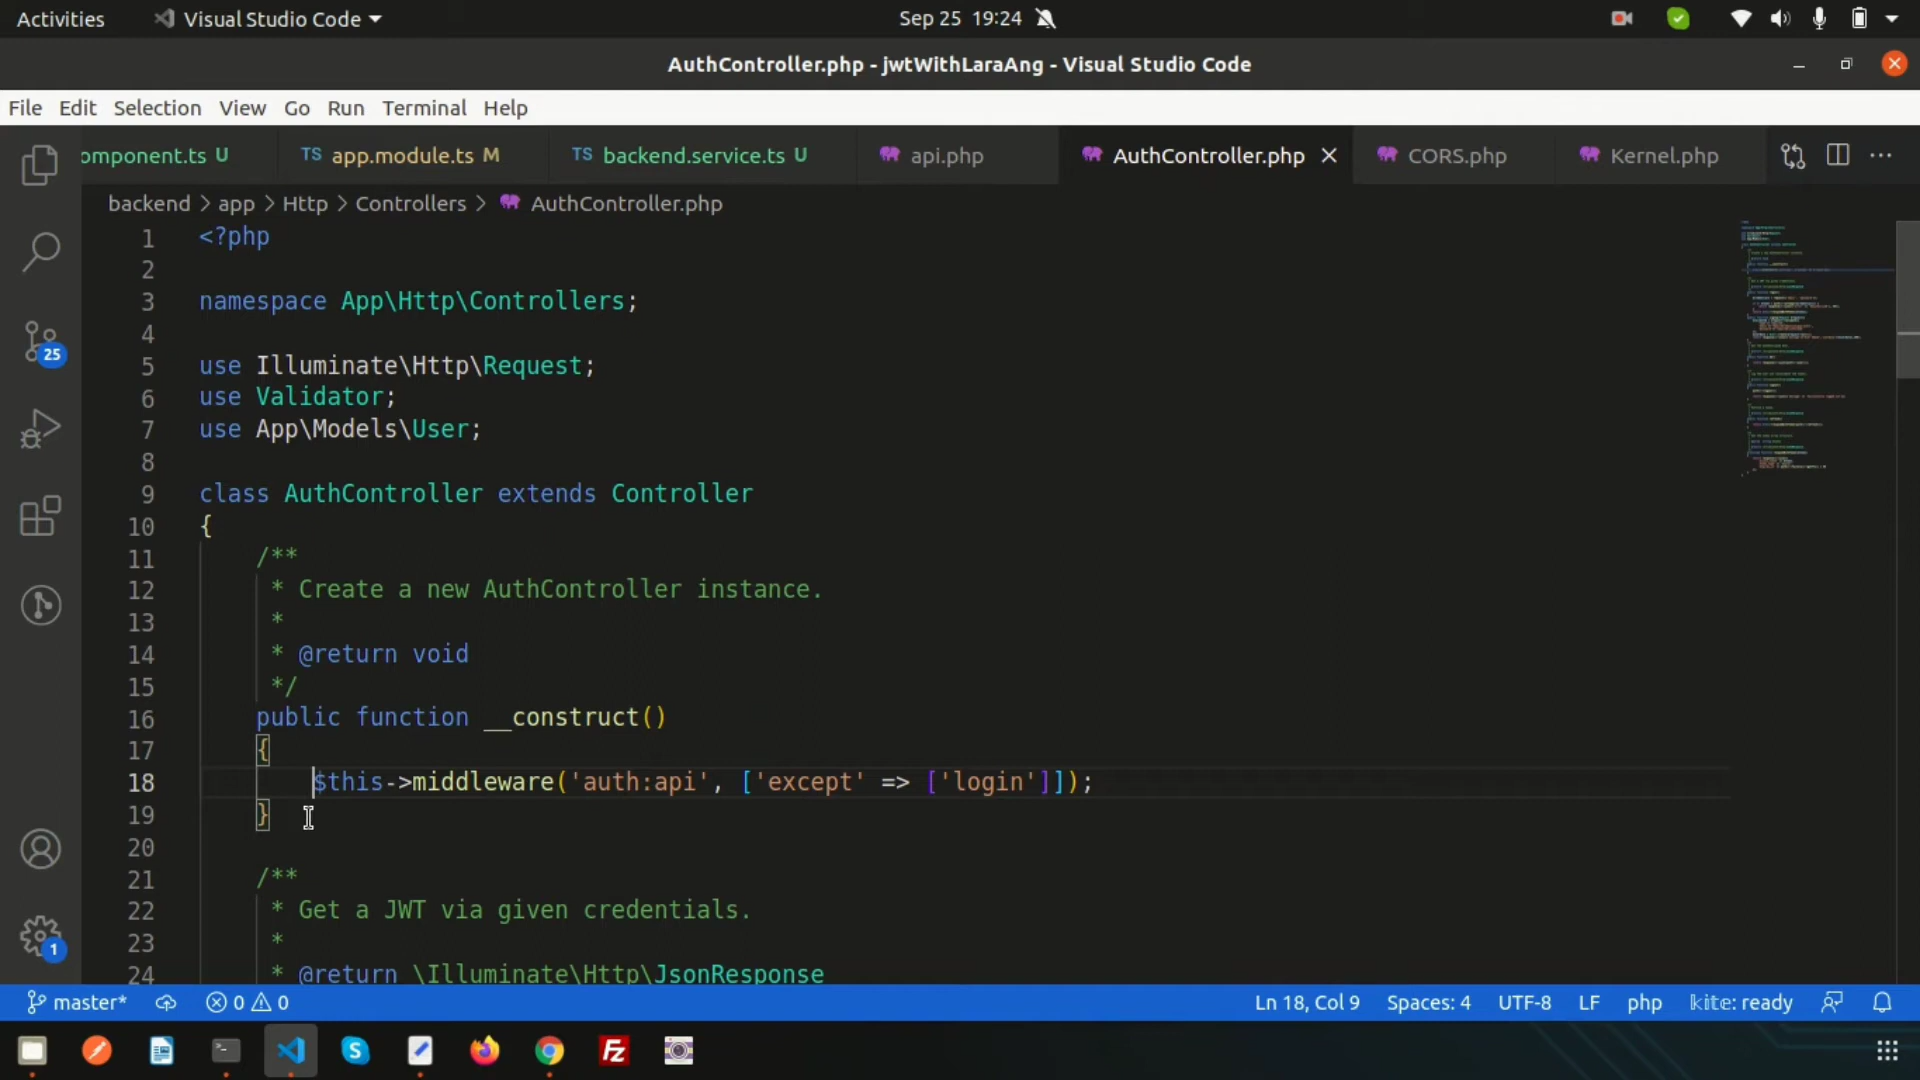 Activities Visual Studio Code Sep 25 19:24
AuthController.php - jwtWithLaraAng - Visual Studio Code
File Edit Selection View Go Run Terminal Help
omponent.ts U TS app.module.ts M TS backend.service.ts U api.php AuthController.php CORS.php Kernel.php
backend > app > Http > Controllers > AuthController.php
1 <?php
2
3 namespace App\Http\Controllers;
4
5 use Illuminate\Http\Request;
6 use Validator;
7 use App\Models\User;
8
9 class AuthController extends Controller
10 {
11 /**
12 * Create a new AuthController instance.
13 *
14 * @return void
15 */
16 public function __construct()
17 {
18 $this->middleware('auth:api', ['except' => ['login']]);
19 }
20
21 /**
22 * Get a JWT via given credentials.
23 *
24 * @return \Illuminate\Http\JsonResponse
25
1
master* 0 0 Ln 18, Col 9 Spaces: 4 UTF-8 LF php kite: ready